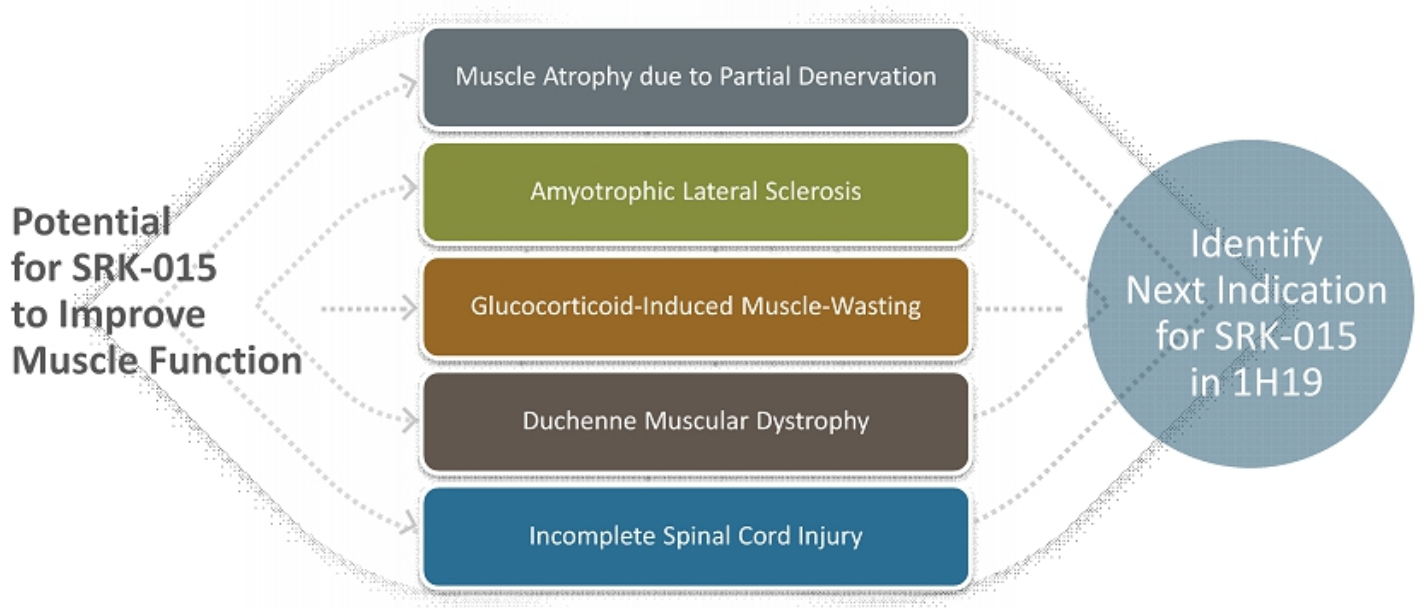 Potential
for SRK-015
to Improve
Muscle Function
Muscle Atrophy due to Partial Denervation
Amyotrophic Lateral Sclerosis
Glucocorticoid-Induced Muscle-Wasting
Duchenne Muscular Dystrophy
Incomplete Spinal Cord Injury
Identify
Next Indication
for SRK-015
in 1H19